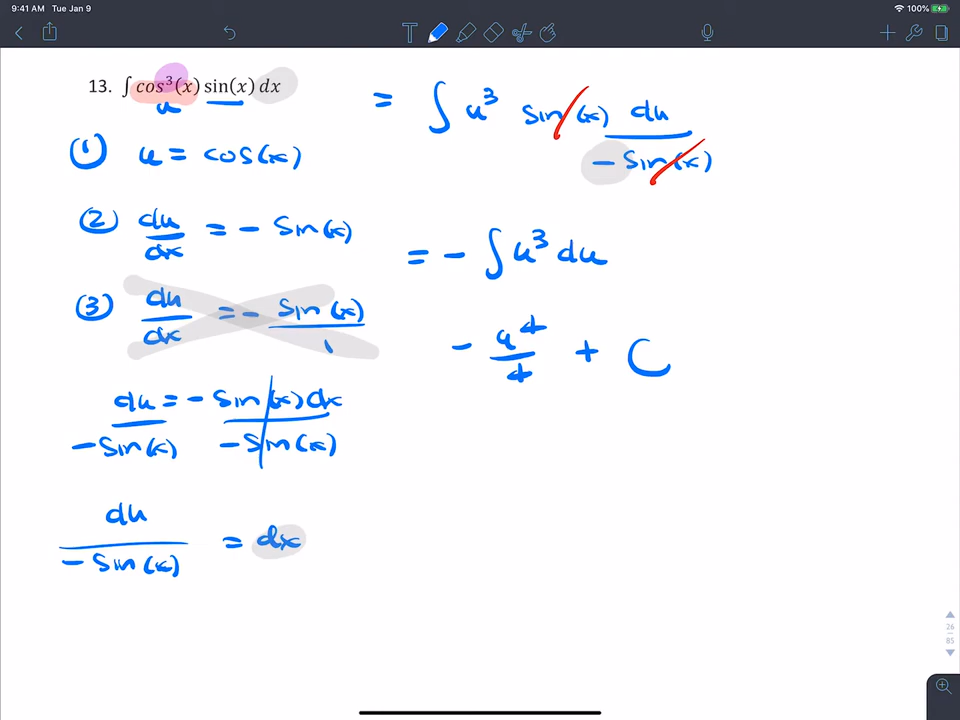 9:41 AM Tue Jan 9
100%
T
13. ∫ cos³(x) sin(x) dx
u
= ∫ u³ sin(x) du / - sin(x)
① u = cos(x)
② du/dx = - sin(x)
= - ∫ u³ du
③ du/dx = - sin(x)/1
- u⁴/4 + C
du = - sin(x) dx
- sin(x) - sin(x)
du / - sin(x) = dx
26
85